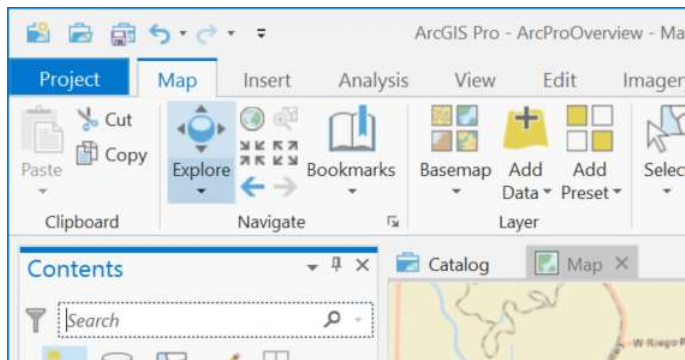 ArcGIS Pro - ArcProOverview - Ma
Project Map Insert Analysis View Edit Imager
Cut
Copy
Paste Explore Bookmarks Basemap Add Data Add Preset Select
Clipboard Navigate Layer
Contents
Catalog Map
Search
W Riego R